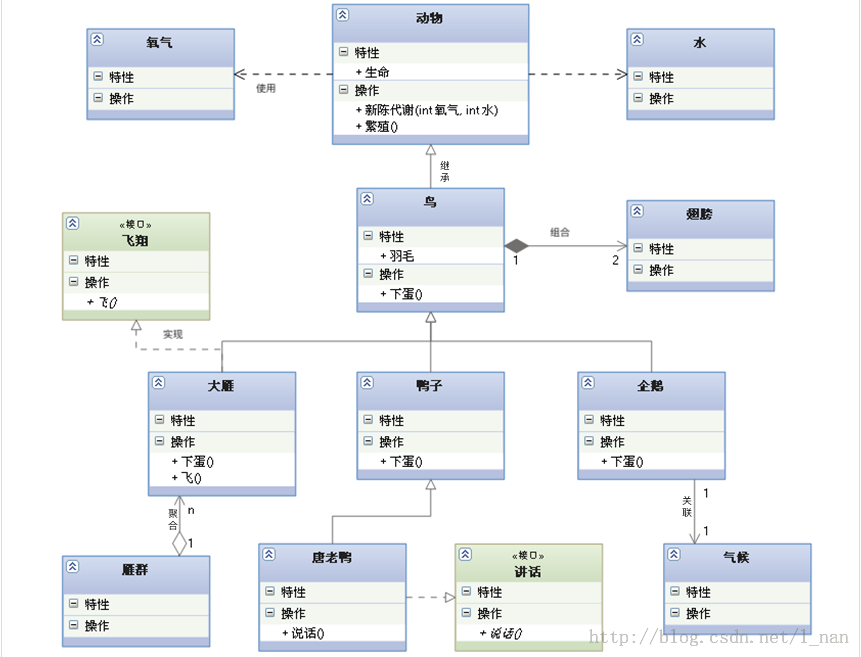 动物
特性
+ 生命
操作
+ 新陈代谢(int 氧气, int 水)
+ 繁殖()
氧气
特性
操作
使用
水
特性
操作
继承
鸟
特性
+ 羽毛
操作
+ 下蛋()
组合
1
2
翅膀
特性
操作
«接口»
飞翔
特性
操作
+ 飞()
实现
大雁
特性
操作
+ 下蛋()
+ 飞()
鸭子
特性
操作
+ 下蛋()
企鹅
特性
操作
+ 下蛋()
聚合
n
1
关联
1
1
雁群
特性
操作
唐老鸭
特性
操作
+ 说话()
«接口»
讲话
特性
操作
+ 说话()
气候
特性
操作
http://blog.csdn.net/l_nan